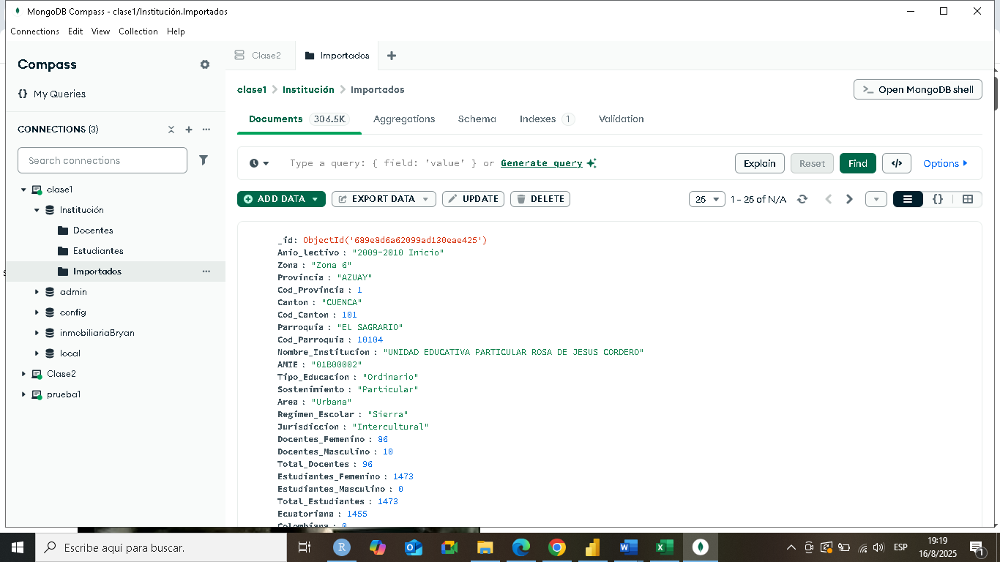 MongoDB Compass - clase1/Institución.Importados
Connections Edit View Collection Help
Compass
My Queries
CONNECTIONS (3)
Search connections
clase1
Institución
Docentes
Estudiantes
Importados
admin
config
inmobiliariaBryan
local
Clase2
prueba1
Clase2 Importados
clase1 > Institución > Importados
>_ Open MongoDB shell
Documents 306.5K Aggregations Schema Indexes 1 Validation
Type a query: { field: 'value' } or Generate query
Explain Reset Find </> Options
ADD DATA EXPORT DATA UPDATE DELETE
25 1 - 25 of N/A {}
_id: ObjectId('689e8d6a62099ad130eae425')
Anio_lectivo : "2009-2010 Inicio"
Zona : "Zona 6"
Provincia : "AZUAY"
Cod_Provincia : 1
Canton : "CUENCA"
Cod_Canton : 101
Parroquia : "EL SAGRARIO"
Cod_Parroquia : 10104
Nombre_Institucion : "UNIDAD EDUCATIVA PARTICULAR ROSA DE JESUS CORDERO"
AMIE : "01B00002"
Tipo_Educacion : "Ordinario"
Sostenimiento : "Particular"
Area : "Urbana"
Regimen_Escolar : "Sierra"
Jurisdiccion : "Intercultural"
Docentes_Femenino : 86
Docentes_Masculino : 10
Total_Docentes : 96
Estudiantes_Femenino : 1473
Estudiantes_Masculino : 0
Total_Estudiantes : 1473
Ecuatoriana : 1455
Colombiana : 0
Escribe aquí para buscar.
ESP
19:19
16/8/2025
1